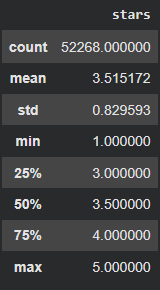 stars
count 52268.000000
mean 3.515172
std 0.829593
min 1.000000
25% 3.000000
50% 3.500000
75% 4.000000
max 5.000000